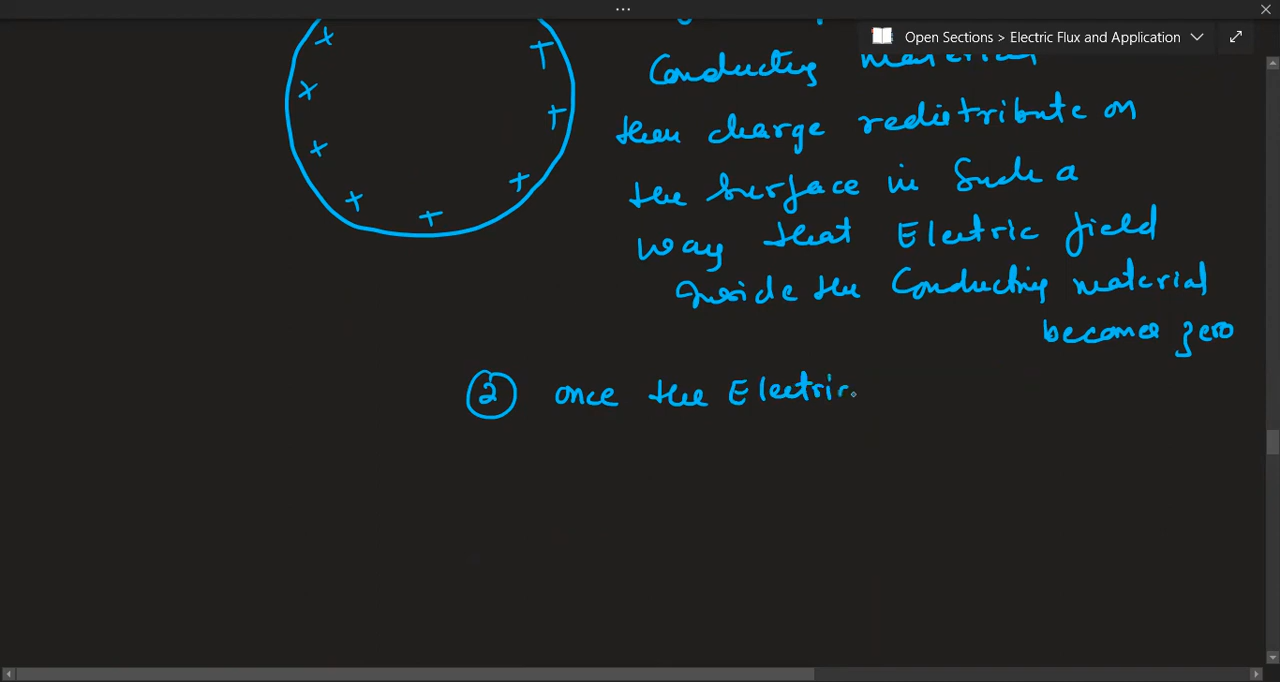 Open Sections > Electric Flux and Application
Conducting material
then charge redistribute on
the surface in such a
way that Electric field
inside the Conducting material
becomes zero
② once the Electric